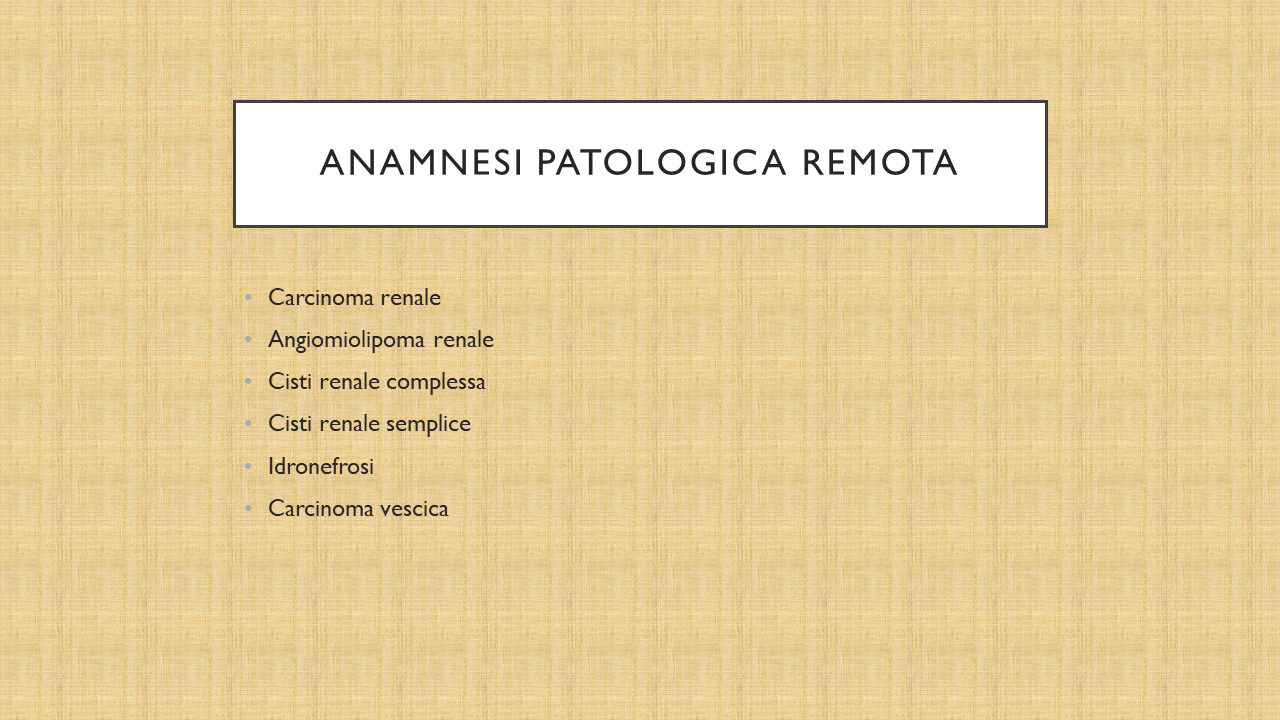 ANAMNESI PATOLOGICA REMOTA
• Carcinoma renale
• Angiomiolipoma renale
• Cisti renale complessa
• Cisti renale semplice
• Idronefrosi
• Carcinoma vescica